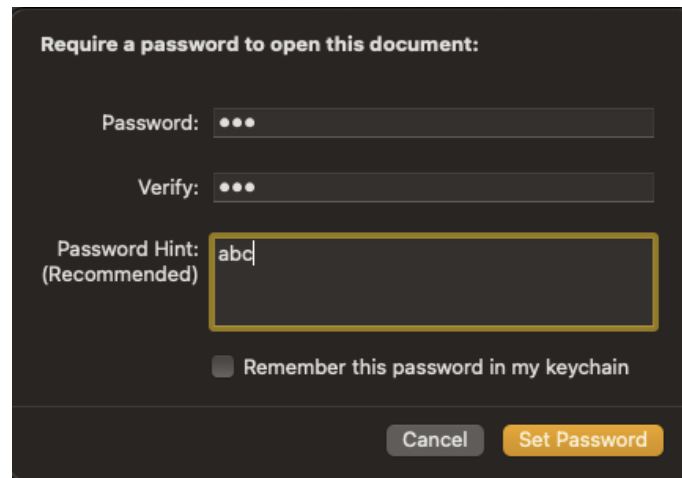 Require a password to open this document:
Password: •••
Verify: •••
Password Hint: abc
(Recommended)
Remember this password in my keychain
Cancel Set Password